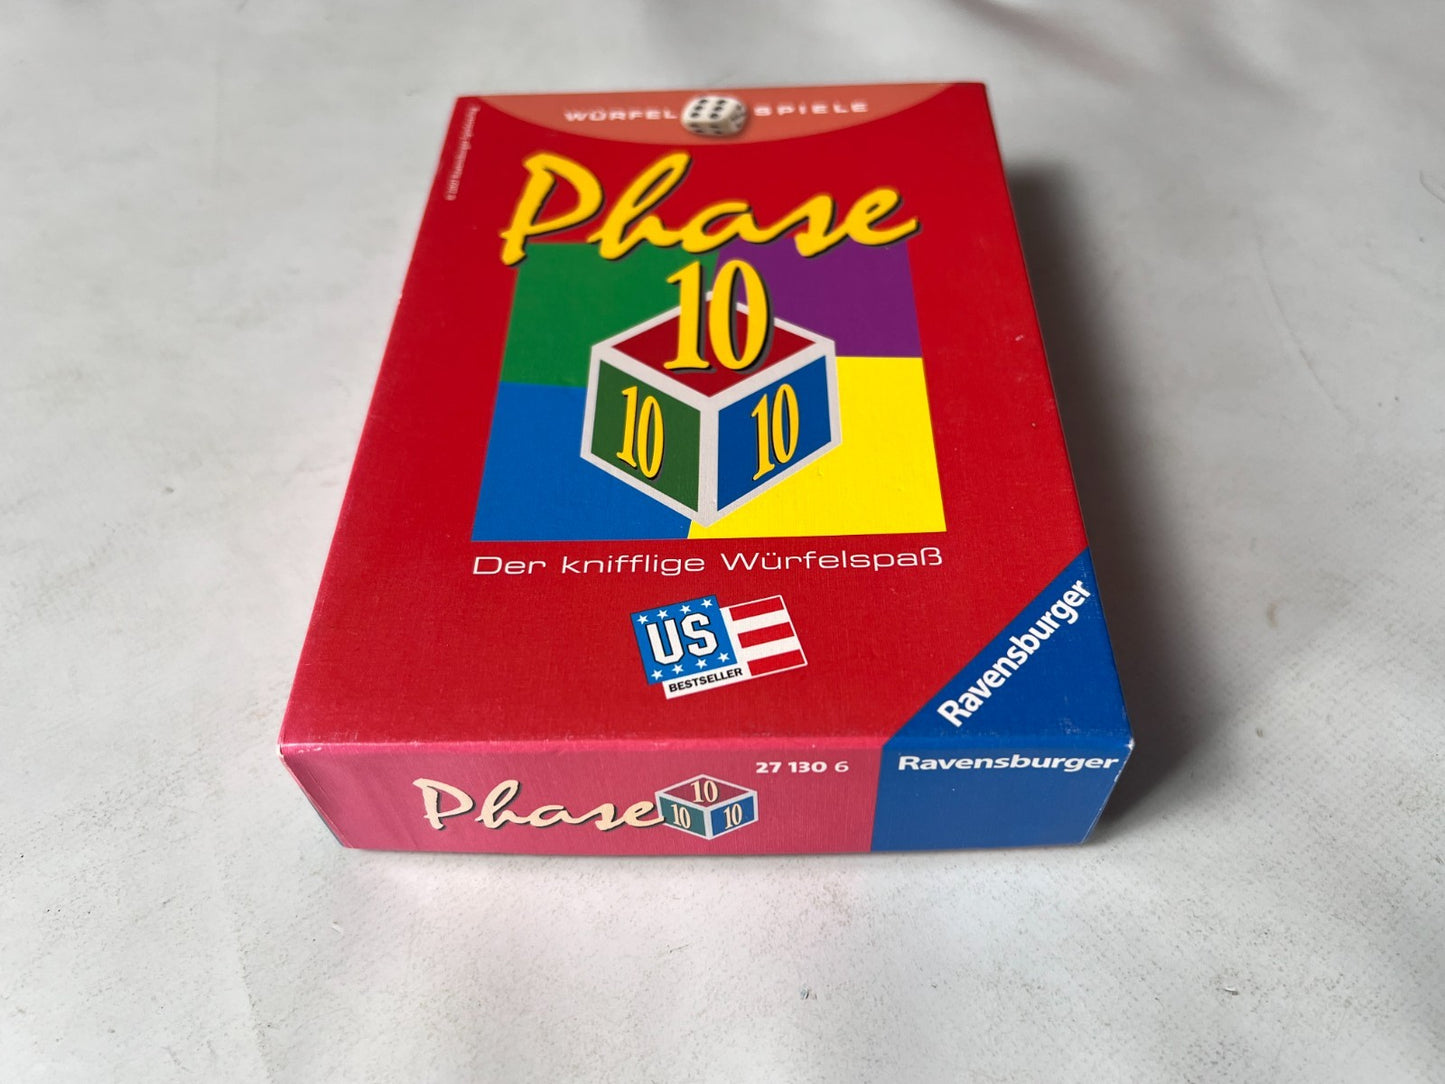 WÜRFEL SPIELE
Phase
10
10 10
Der knifflige Würfelspaß
US
BESTSELLER
Ravensburger
27 130 6
Ravensburger
Phase
10
10 10